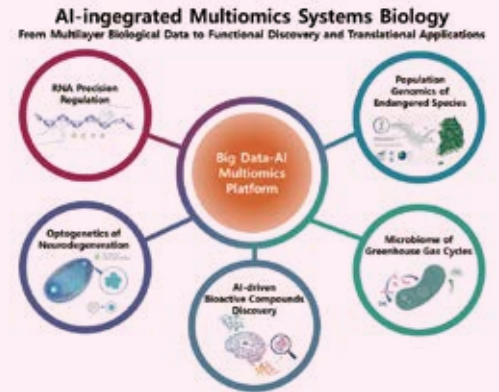 AI-ingegrated Multiomics Systems Biology
From Multilayer Biological Data to Functional Discovery and Translational Applications
RNA Precision
Regulation
Population
Genomics of
Endangered Species
Big Data-AI
Multiomics
Platform
Optogenetics of
Neurodegeneration
Microbiome of
Greenhouse Gas Cycles
AI-driven
Bioactive Compounds
Discovery